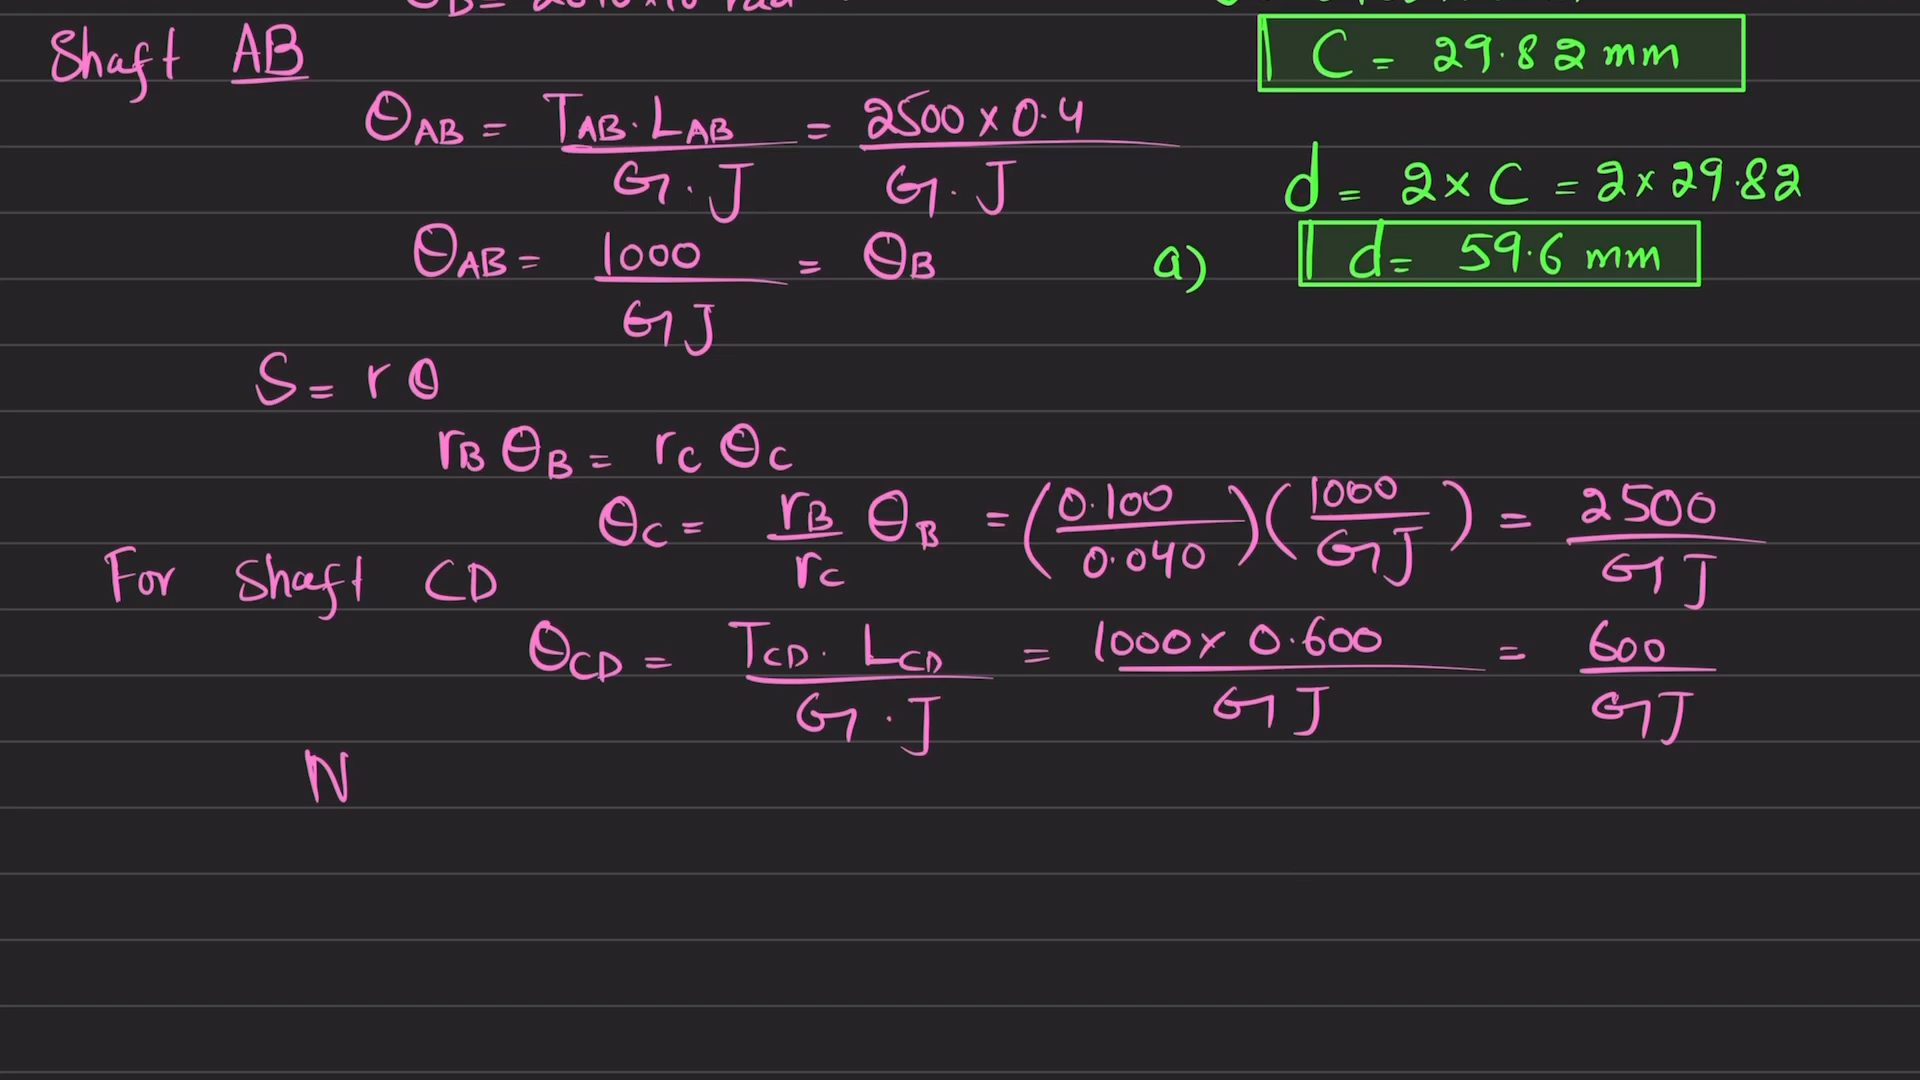 Shaft AB
θAB = TAB · LAB / G · J = 2500 × 0.4 / G · J
θAB = 1000 / GJ = θB
S = r θ
rB θB = rC θC
θC = rB / rC θB = (0.100 / 0.040)(1000 / GJ) = 2500 / GJ
For Shaft CD
θCD = TCD · LCD / G · J = 1000 × 0.600 / GJ = 600 / GJ
N
C = 29.82 mm
d = 2 × C = 2 × 29.82
a) d = 59.6 mm